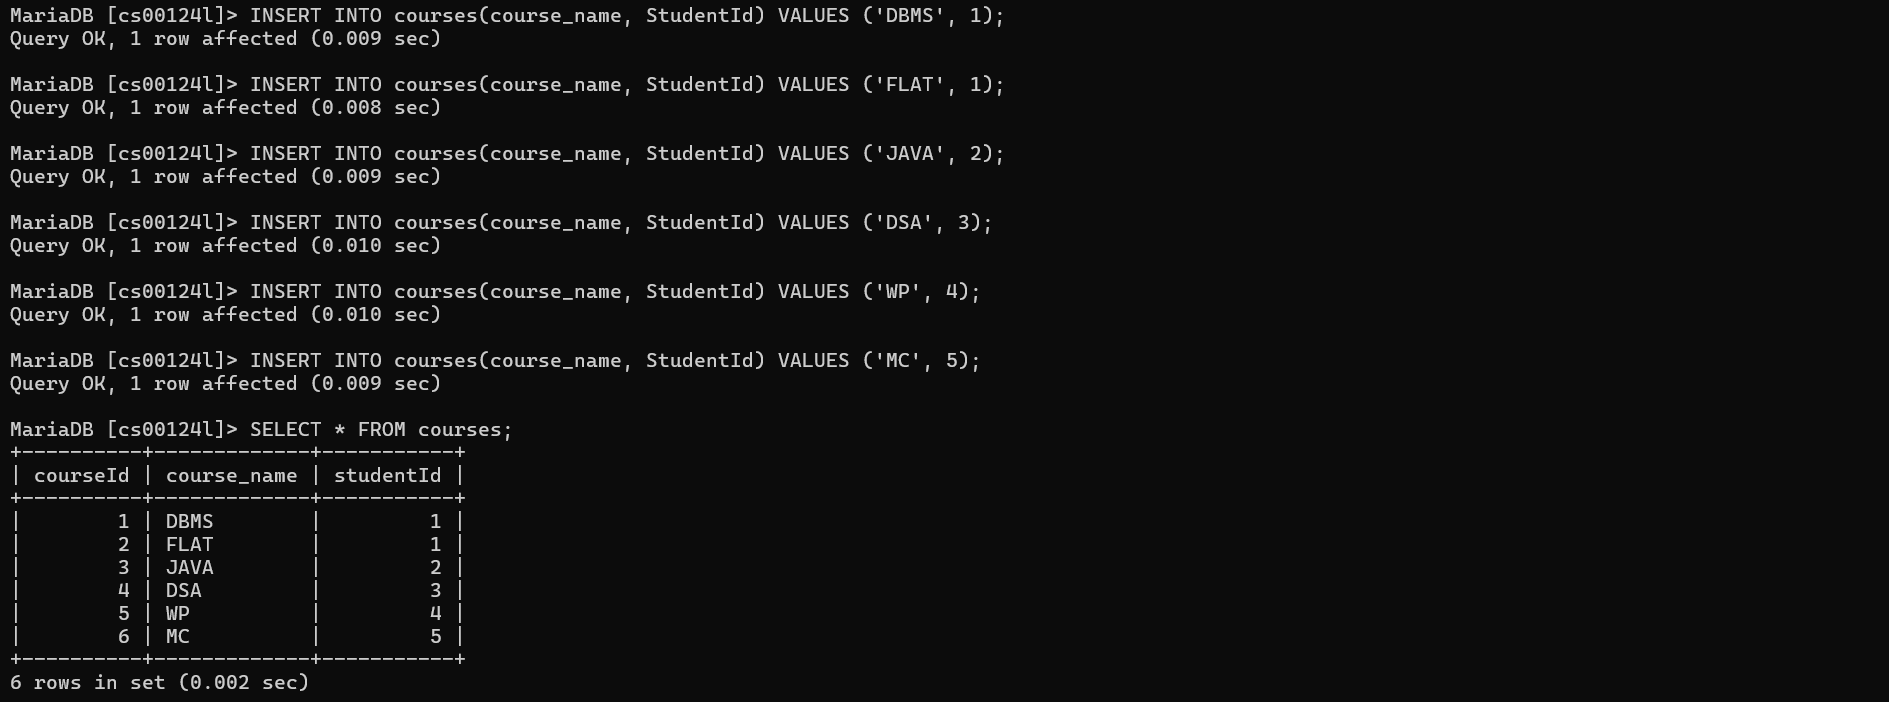 MariaDB [cs00124l]> INSERT INTO courses(course_name, StudentId) VALUES ('DBMS', 1);
Query OK, 1 row affected (0.009 sec)
MariaDB [cs00124l]> INSERT INTO courses(course_name, StudentId) VALUES ('FLAT', 1);
Query OK, 1 row affected (0.008 sec)
MariaDB [cs00124l]> INSERT INTO courses(course_name, StudentId) VALUES ('JAVA', 2);
Query OK, 1 row affected (0.009 sec)
MariaDB [cs00124l]> INSERT INTO courses(course_name, StudentId) VALUES ('DSA', 3);
Query OK, 1 row affected (0.010 sec)
MariaDB [cs00124l]> INSERT INTO courses(course_name, StudentId) VALUES ('WP', 4);
Query OK, 1 row affected (0.010 sec)
MariaDB [cs00124l]> INSERT INTO courses(course_name, StudentId) VALUES ('MC', 5);
Query OK, 1 row affected (0.009 sec)
MariaDB [cs00124l]> SELECT * FROM courses;
+----------+-------------+-----------+
| courseId | course_name | studentId |
+----------+-------------+-----------+
|        1 | DBMS        |         1 |
|        2 | FLAT        |         1 |
|        3 | JAVA        |         2 |
|        4 | DSA         |         3 |
|        5 | WP          |         4 |
|        6 | MC          |         5 |
+----------+-------------+-----------+
6 rows in set (0.002 sec)